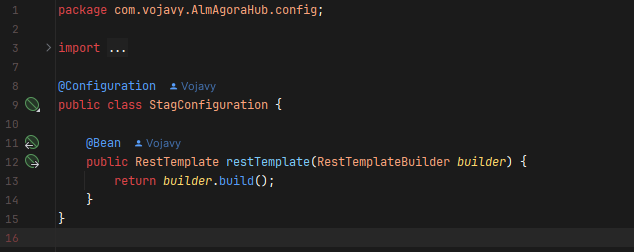 1 package com.vojavy.AlmAgoraHub.config;
2
3 > import ...
7
8 @Configuration Vojavy
9 public class StagConfiguration {
10
11 @Bean Vojavy
12 public RestTemplate restTemplate(RestTemplateBuilder builder) {
13 return builder.build();
14 }
15 }
16